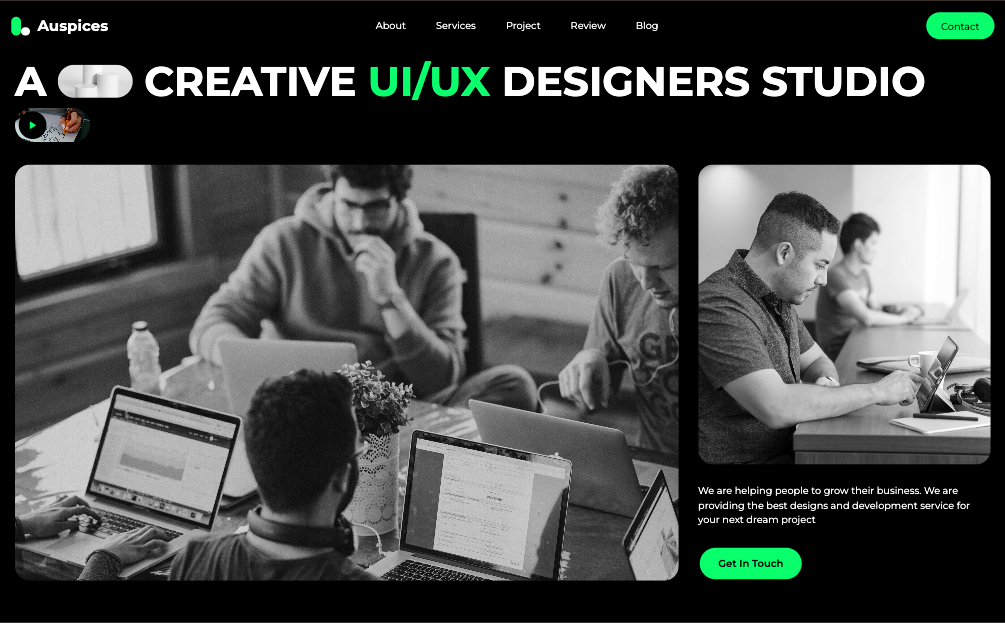 Auspices
About
Services
Project
Review
Blog
Contact
A CREATIVE UI/UX DESIGNERS STUDIO
We are helping people to grow their business. We are
providing the best designs and development service for
your next dream project
Get In Touch